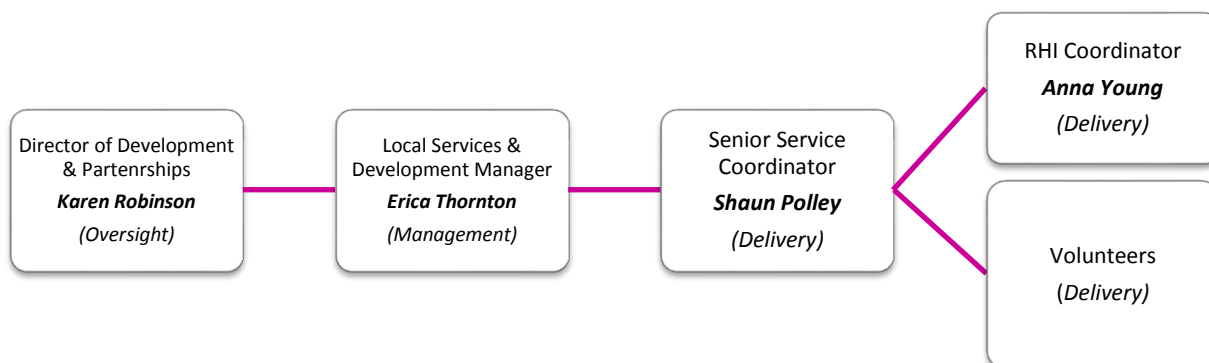 Director of Development
& Partenrships
Karen Robinson
(Oversight)
Local Services &
Development Manager
Erica Thornton
(Management)
Senior Service
Coordinator
Shaun Polley
(Delivery)
RHI Coordinator
Anna Young
(Delivery)
Volunteers
(Delivery)